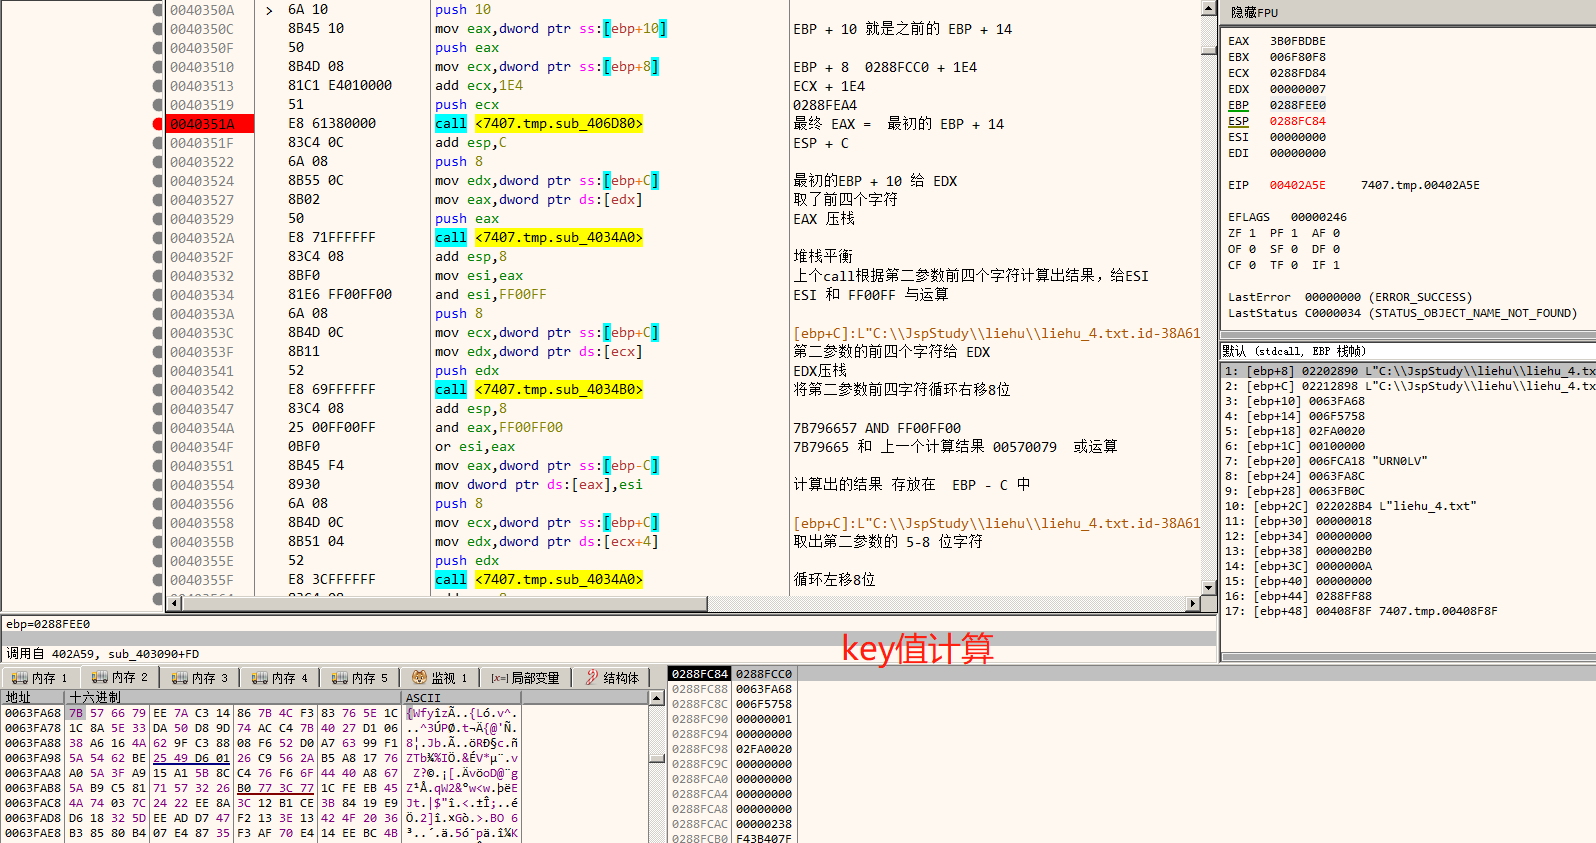 0040350A > 6A 10 push 10
0040350C 8B45 10 mov eax,dword ptr ss:[ebp+10] EBP + 10 就是之前的 EBP + 14
0040350F 50 push eax
00403510 8B4D 08 mov ecx,dword ptr ss:[ebp+8] EBP + 8 0288FCC0 + 1E4
00403513 81C1 E4010000 add ecx,1E4 ECX + 1E4
00403519 51 push ecx 0288FEA4
0040351A E8 61380000 call <7407.tmp.sub_406D80> 最终 EAX = 最初的 EBP + 14
0040351F 83C4 0C add esp,C ESP + C
00403522 6A 08 push 8
00403524 8B55 0C mov edx,dword ptr ss:[ebp+C] 最初的EBP + 10 给 EDX
00403527 8B02 mov eax,dword ptr ds:[edx] 取了前四个字符
00403529 50 push eax EAX 压栈
0040352A E8 71FFFFFF call <7407.tmp.sub_4034A0>
0040352F 83C4 08 add esp,8 堆栈平衡
00403532 8BF0 mov esi,eax 上个call根据第二参数前四个字符计算出结果，给ESI
00403534 81E6 FF00FF00 and esi,FF00FF ESI 和 FF00FF 与运算
0040353A 6A 08 push 8
0040353C 8B4D 0C mov ecx,dword ptr ss:[ebp+C] [ebp+C]:L"C:\\JspStudy\\liehu\\liehu_4.txt.id-38A61
0040353F 8B11 mov edx,dword ptr ds:[ecx] 第二参数的前四个字符给 EDX
00403541 52 push edx EDX压栈
00403542 E8 69FFFFFF call <7407.tmp.sub_4034B0> 将第二参数前四字符循环右移8位
00403547 83C4 08 add esp,8
0040354A 25 00FF00FF and eax,FF00FF00 7B796657 AND FF00FF00
0040354F 0BF0 or esi,eax 7B79665 和 上一个计算结果 00570079 或运算
00403551 8B45 F4 mov eax,dword ptr ss:[ebp-C]
00403554 8930 mov dword ptr ds:[eax],esi 计算出的结果 存放在 EBP - C 中
00403556 6A 08 push 8
00403558 8B4D 0C mov ecx,dword ptr ss:[ebp+C] [ebp+C]:L"C:\\JspStudy\\liehu\\liehu_4.txt.id-38A61
0040355B 8B51 04 mov edx,dword ptr ds:[ecx+4] 取出第二参数的 5-8 位字符
0040355E 52 push edx
0040355F E8 3CFFFFFF call <7407.tmp.sub_4034A0> 循环左移8位
隐藏FPU
EAX 3B0FBDBE
EBX 006F80F8
ECX 0288FD84
EDX 00000007
EBP 0288FEE0
ESP 0288FC84
ESI 00000000
EDI 00000000
EIP 00402A5E 7407.tmp.00402A5E
EFLAGS 00000246
ZF 1 PF 1 AF 0
OF 0 SF 0 DF 0
CF 0 TF 0 IF 1
LastError 00000000 (ERROR_SUCCESS)
LastStatus C0000034 (STATUS_OBJECT_NAME_NOT_FOUND)
默认 (stdcall, EBP 栈帧)
1: [ebp+8] 02202890 L"C:\\JspStudy\\liehu\\liehu_4.tx
2: [ebp+C] 02212898 L"C:\\JspStudy\\liehu\\liehu_4.tx
3: [ebp+10] 0063FA68
4: [ebp+14] 006F5758
5: [ebp+18] 02FA0020
6: [ebp+1C] 00100000
7: [ebp+20] 006FCA18 "URN0LV"
8: [ebp+24] 0063FA8C
9: [ebp+28] 0063FB0C
10: [ebp+2C] 022028B4 L"liehu_4.txt"
11: [ebp+30] 00000018
12: [ebp+34] 00000000
13: [ebp+38] 000002B0
14: [ebp+3C] 0000000A
15: [ebp+40] 00000000
16: [ebp+44] 0288FF88
17: [ebp+48] 00408F8F 7407.tmp.00408F8F
ebp=0288FEE0
调用自 402A59, sub_403090+FD
key值计算
内存 1 内存 2 内存 3 内存 4 内存 5 监视 1 [x=] 局部变量 结构体
地址 十六进制 ASCII
0063FA68 7B 57 66 79 EE 7A C3 14 86 7B 4C F3 83 76 5E 1C {WfyîzÃ..{Ló.v^.
0063FA78 1C 8A 5E 33 DA 50 D8 9D 74 AC C4 7B 40 27 D1 06 ..^3ÚPØ.t¬Ä{@'Ñ.
0063FA88 38 A6 16 4A 62 9F C3 88 08 F6 52 D0 A7 63 99 F1 8¦.Jb.Ã..öRÐ§c.ñ
0063FA98 5A 54 62 BE 25 49 D6 01 26 C9 56 2A B5 A8 17 76 ZTb¾%IÖ.&ÉV*µ¨.v
0063FAA8 A0 5A 3F A9 15 A1 5B 8C C4 76 F6 6F 44 40 A8 67 Z?©.¡[.ÄvöoD@¨g
0063FAB8 5A B9 C5 81 71 57 32 26 B0 77 3C 77 1C FE EB 45 Z¹Å.qW2&°w<w.þëE
0063FAC8 4A 74 03 7C 24 22 EE 8A 3C 12 B1 CE 3B 84 19 E9 Jt.|$"î.<.±Î;..é
0063FAD8 D6 18 32 5D EE AD D7 47 F2 13 3E 13 42 4F 20 36 Ö.2]î.×Gò.>.BO 6
0063FAE8 B3 85 80 B4 07 E4 87 35 F3 AF 70 E4 14 EE BC 4B ³..´.ä.5ó¯pä.î¼K
0288FC84 0288FCC0
0288FC88 0063FA68
0288FC8C 006F5758
0288FC90 00000001
0288FC94 00000000
0288FC98 02FA0020
0288FC9C 00000000
0288FCA0 00000000
0288FCA4 00000000
0288FCA8 00000000
0288FCAC 00000238
0288FCB0 F43B407F